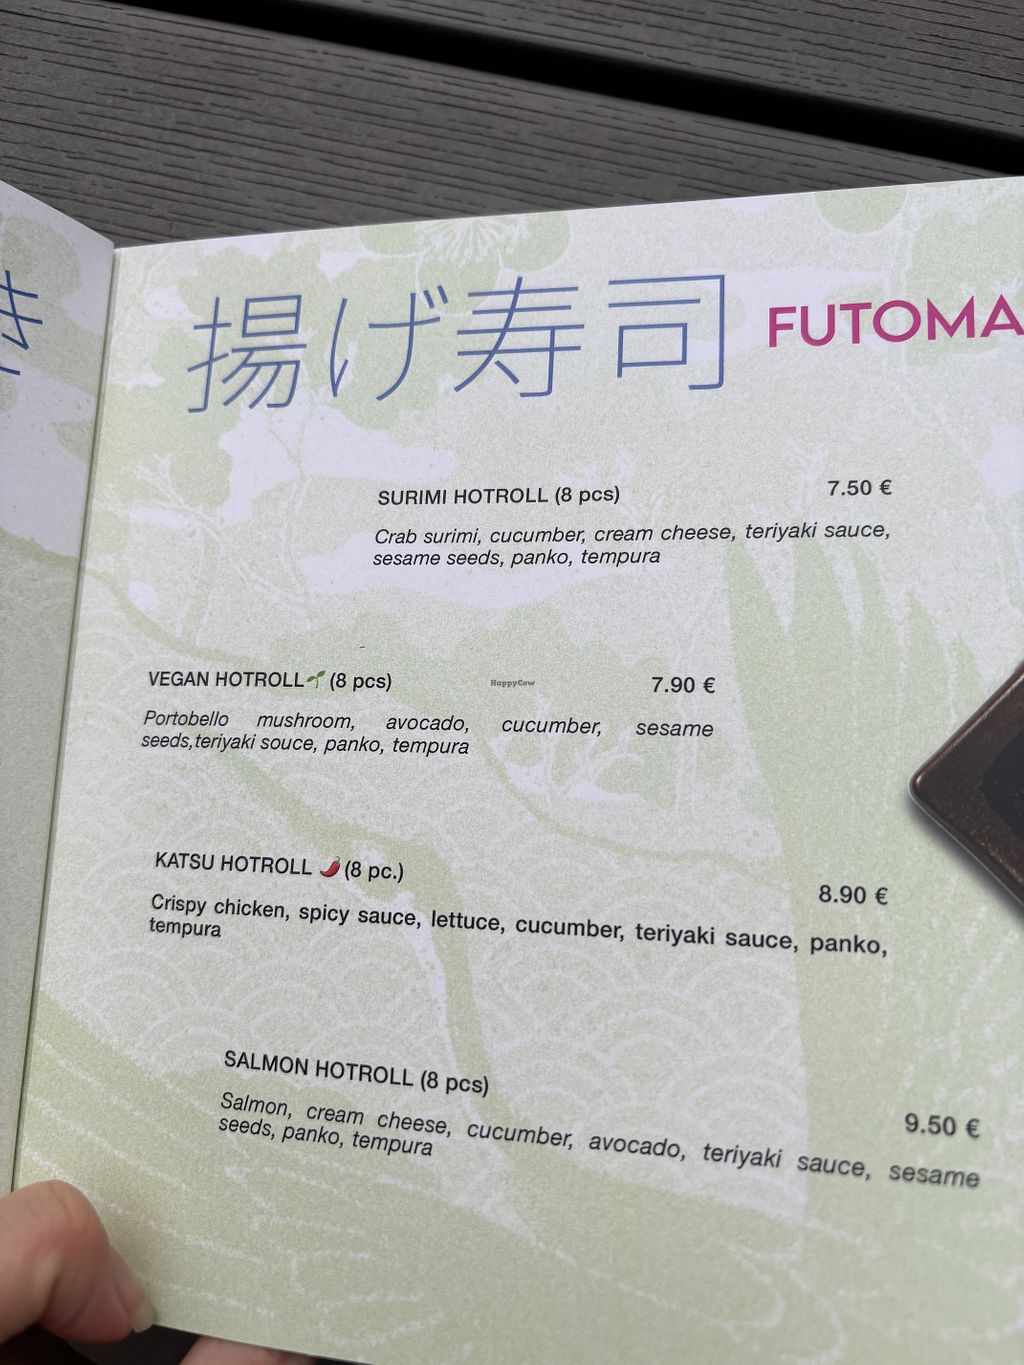 揚げ寿司 FUTOMA
SURIMI HOTROLL (8 pcs) 7.50 €
Crab surimi, cucumber, cream cheese, teriyaki sauce,
sesame seeds, panko, tempura
VEGAN HOTROLL🌱 (8 pcs) HappyCow 7.90 €
Portobello mushroom, avocado, cucumber, sesame
seeds,teriyaki souce, panko, tempura
KATSU HOTROLL 🌶️ (8 pc.) 8.90 €
Crispy chicken, spicy sauce, lettuce, cucumber, teriyaki sauce, panko,
tempura
SALMON HOTROLL (8 pcs) 9.50 €
Salmon, cream cheese, cucumber, avocado, teriyaki sauce, sesame
seeds, panko, tempura